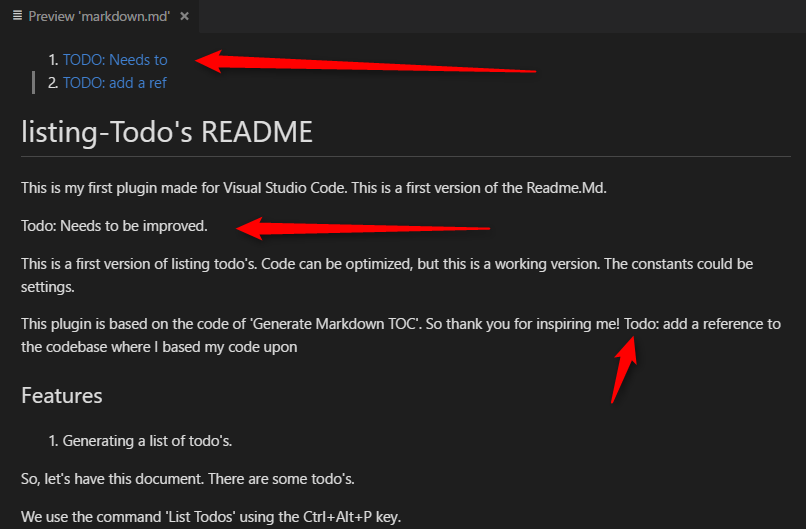 Preview 'markdown.md' ×
1. TODO: Needs to
2. TODO: add a ref
listing-Todo's README
This is my first plugin made for Visual Studio Code. This is a first version of the Readme.Md.
Todo: Needs to be improved.
This is a first version of listing todo's. Code can be optimized, but this is a working version. The constants could be
settings.
This plugin is based on the code of 'Generate Markdown TOC'. So thank you for inspiring me! Todo: add a reference to
the codebase where I based my code upon
Features
1. Generating a list of todo's.
So, let's have this document. There are some todo's.
We use the command 'List Todos' using the Ctrl+Alt+P key.